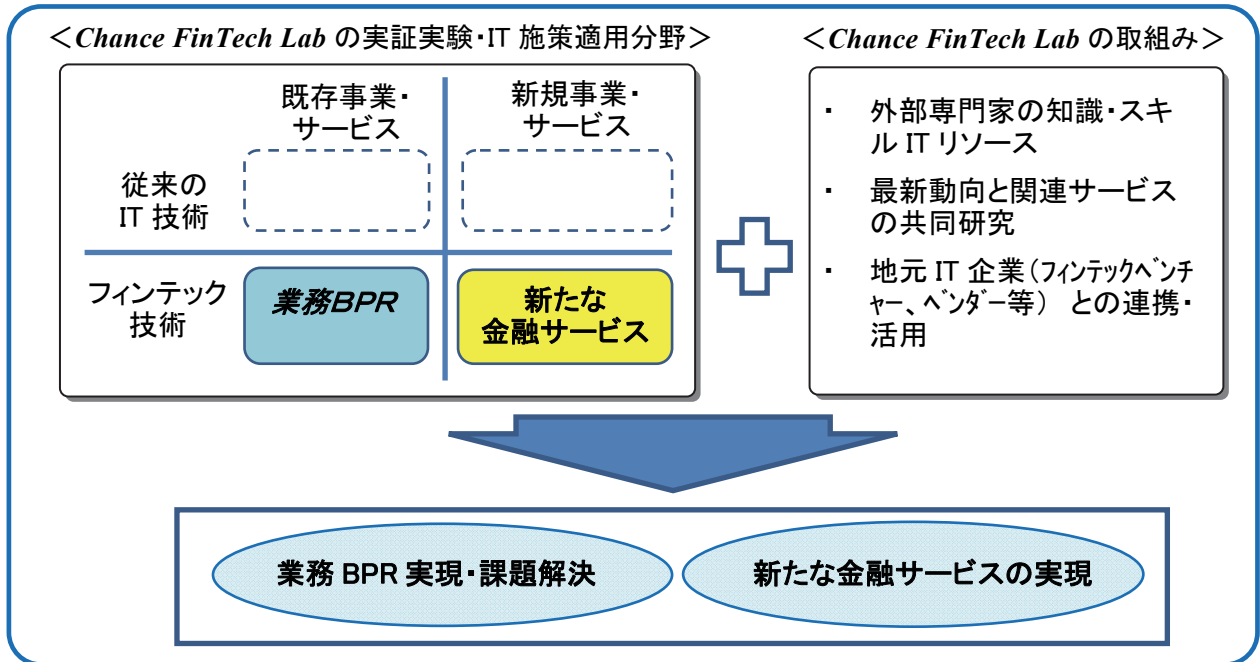 ＜Chance FinTech Lab の実証実験・IT 施策適用分野＞
既存事業・
サービス
新規事業・
サービス
従来の
IT 技術
フィンテック
技術
業務BPR
新たな
金融サービス
＜Chance FinTech Lab の取組み＞
・ 外部専門家の知識・スキ
ル IT リソース
・ 最新動向と関連サービス
の共同研究
・ 地元 IT 企業（ﾌｨﾝﾃｯｸﾍﾞﾝﾁ
ｬｰ、ﾍﾞﾝﾀﾞｰ等） との連携・
活用
業務 BPR 実現・課題解決
新たな金融サービスの実現